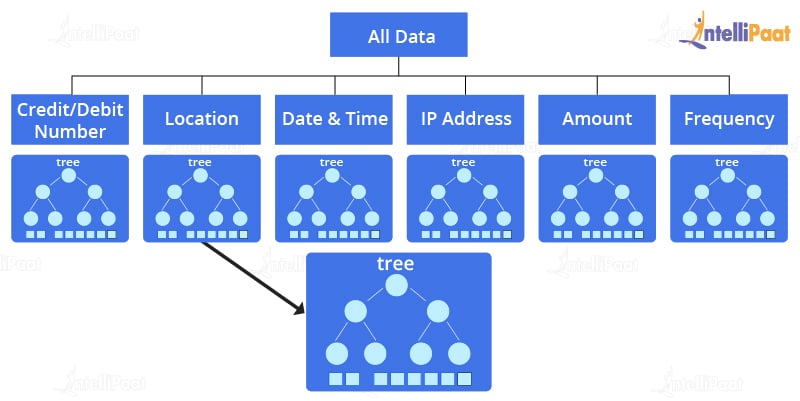 All Data
IntelliPaat
Credit/Debit
Number
Location
Date & Time
IP Address
Amount
Frequency
tree
tree
tree
tree
tree
tree
tree